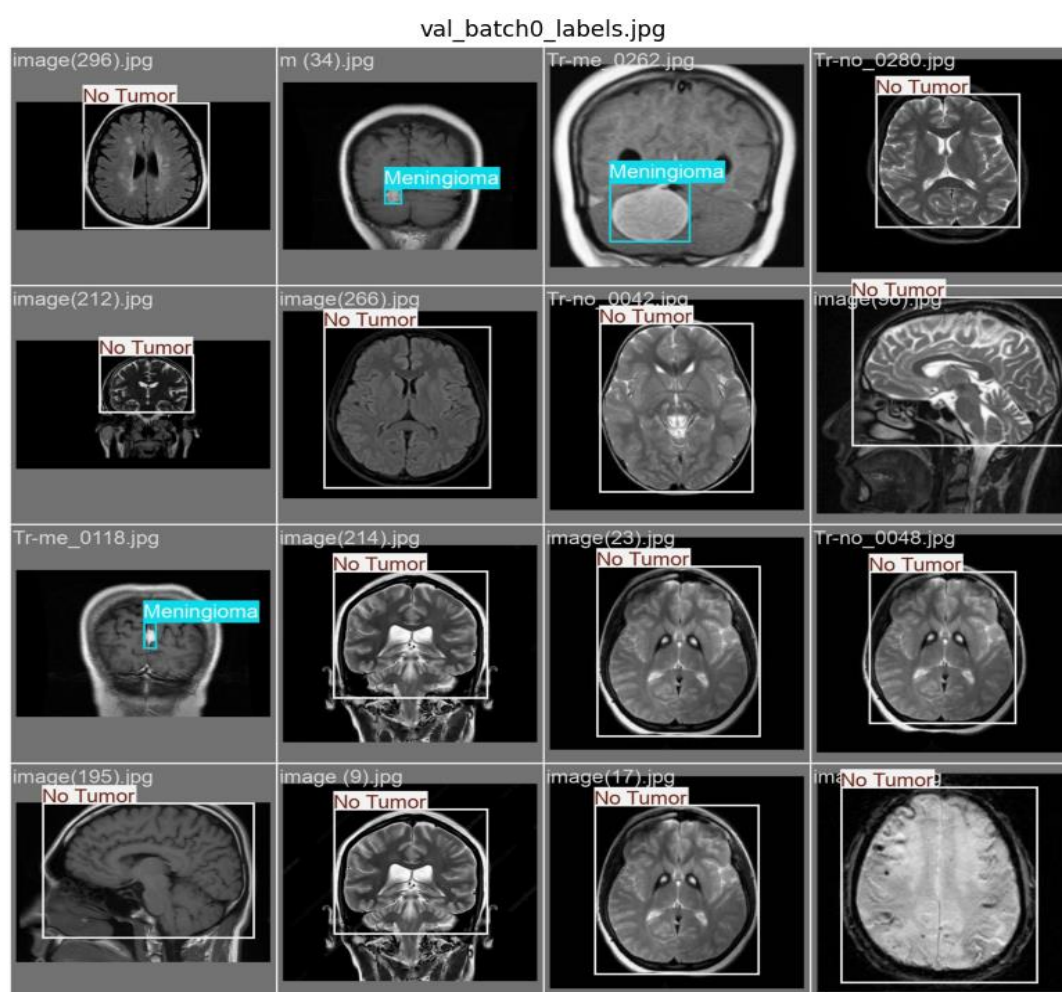 val_batch0_labels.jpg
image(296).jpg
No Tumor
m (34).jpg
Meningioma
Tr-me_0262.jpg
Meningioma
Tr-no_0280.jpg
No Tumor
image(212).jpg
No Tumor
image(266).jpg
No Tumor
Tr-no_0042.jpg
No Tumor
image(96).jpg
No Tumor
Tr-me_0118.jpg
Meningioma
image(214).jpg
No Tumor
image(23).jpg
No Tumor
Tr-no_0048.jpg
No Tumor
image(195).jpg
No Tumor
image (9).jpg
No Tumor
image(17).jpg
No Tumor
No Tumor